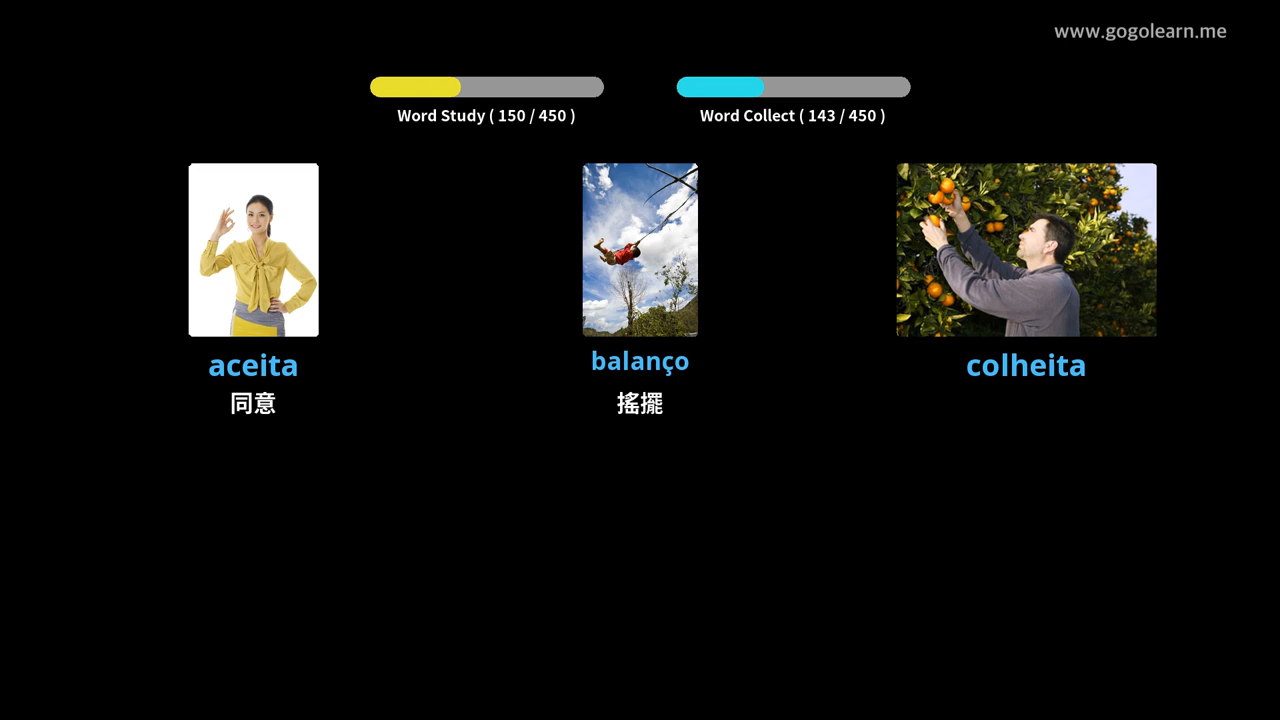 www.gogolearn.me
Word Study ( 150 / 450 )
Word Collect ( 143 / 450 )
aceita
balanço
colheita
同意
搖擺